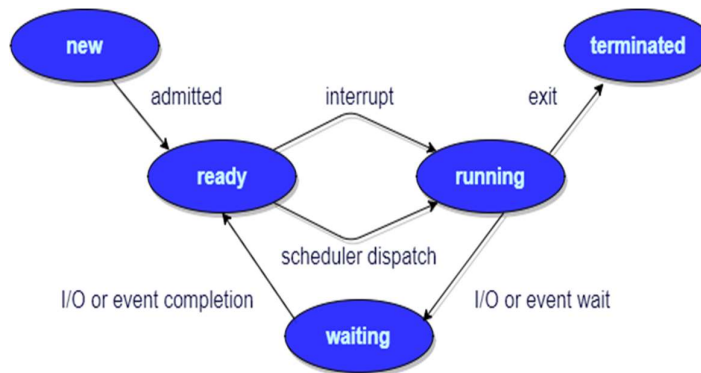 new
terminated
admitted
interrupt
exit
ready
running
scheduler dispatch
I/O or event completion
I/O or event wait
waiting